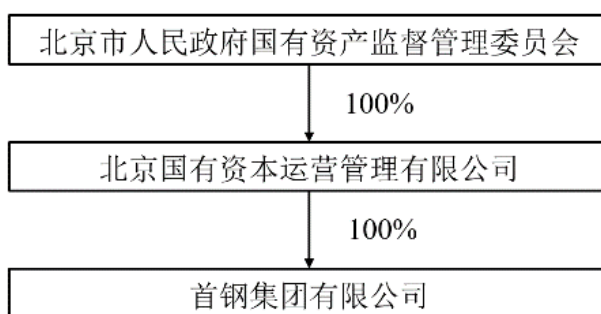 北京市人民政府国有资产监督管理委员会
100%
北京国有资本运营管理有限公司
100%
首钢集团有限公司